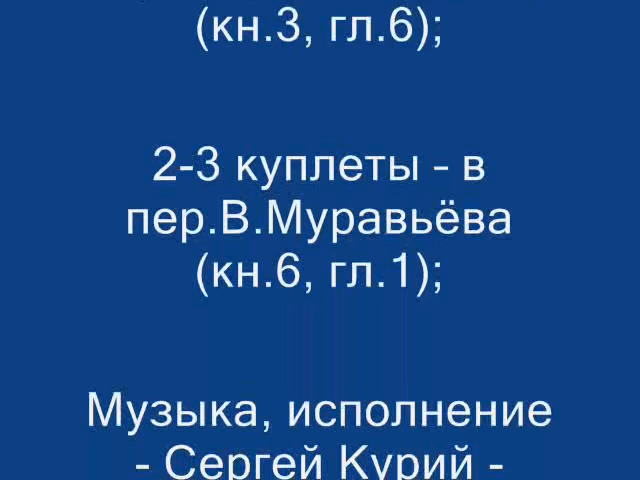 (кн.3, гл.6);
2-3 куплеты - в
пер.В.Муравьёва
(кн.6, гл.1);
Музыка, исполнение
- Сергей Курий -